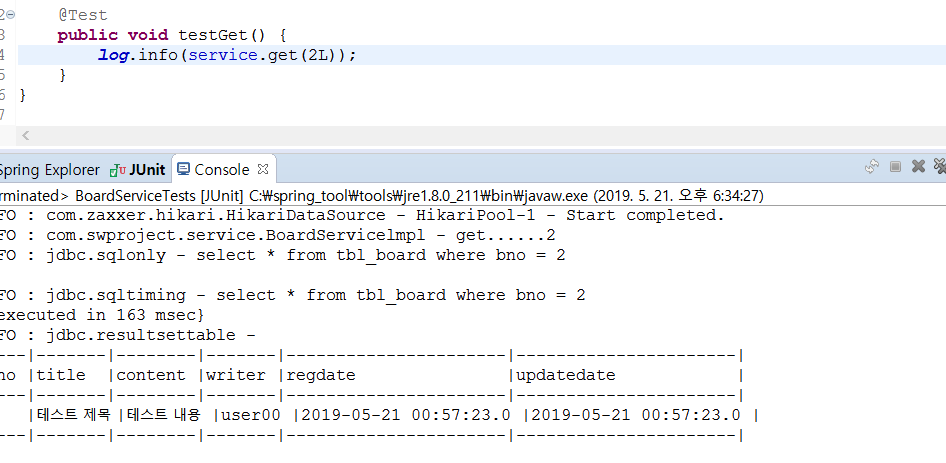 2 @Test
3 public void testGet() {
4 log.info(service.get(2L));
5 }
6 }
7
Spring Explorer JUnit Console
rminated> BoardServiceTests [JUnit] C:₩spring_tool₩tools₩jre1.8.0_211₩bin₩javaw.exe (2019. 5. 21. 오후 6:34:27)
FO : com.zaxxer.hikari.HikariDataSource - HikariPool-1 - Start completed.
FO : com.swproject.service.BoardServiceImpl - get......2
FO : jdbc.sqlonly - select * from tbl_board where bno = 2
FO : jdbc.sqltiming - select * from tbl_board where bno = 2
executed in 163 msec}
FO : jdbc.resultsettable -
---|-------|--------|-------|----------------------|----------------------|
no |title |content |writer |regdate |updatedate |
---|-------|--------|-------|----------------------|----------------------|
|테스트 제목 |테스트 내용 |user00 |2019-05-21 00:57:23.0 |2019-05-21 00:57:23.0 |
---|-------|--------|-------|----------------------|----------------------|